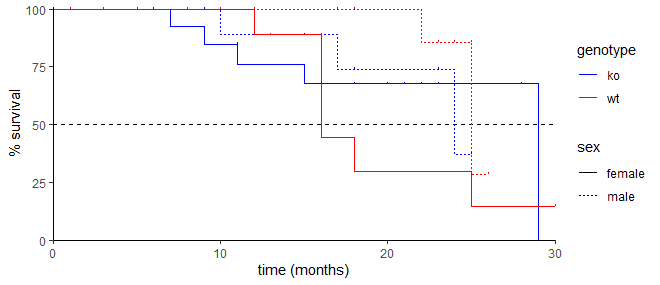 100
75
50
25
0
% survival
0
10
20
30
time (months)
genotype
ko
wt
sex
female
male